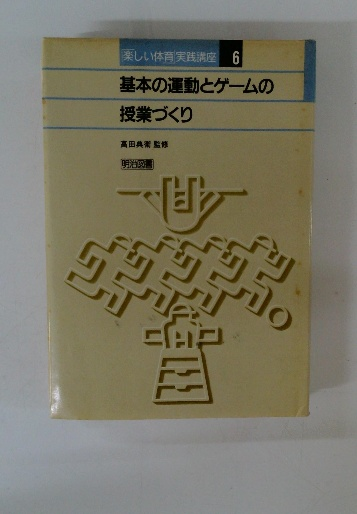 楽しい体育実践講座 6
基本の運動とゲームの
授業づくり
高田典衛 監修
明治図書